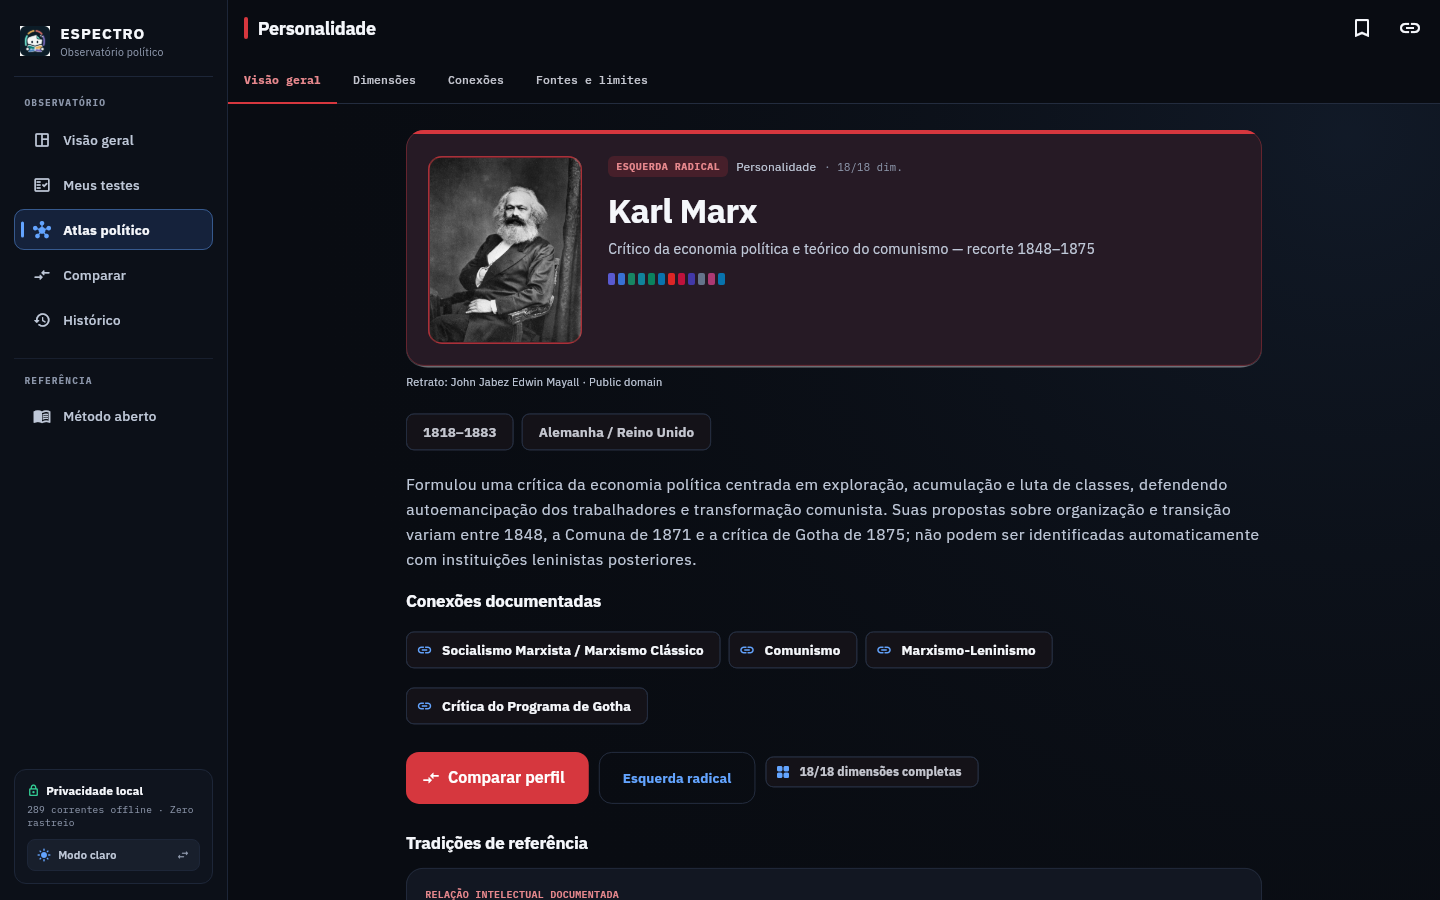 ESPECTRO
Observatório político
OBSERVATÓRIO
Visão geral
Meus testes
Atlas político
Comparar
Histórico
REFERÊNCIA
Método aberto
Privacidade local
289 correntes offline · Zero
rastreio
Modo claro
Personalidade
Visão geral
Dimensões
Conexões
Fontes e limites
ESQUERDA RADICAL
Personalidade · 18/18 dim.
Karl Marx
Crítico da economia política e teórico do comunismo — recorte 1848–1875
Retrato: John Jabez Edwin Mayall · Public domain
1818–1883
Alemanha / Reino Unido
Formulou uma crítica da economia política centrada em exploração, acumulação e luta de classes, defendendo
autoemancipação dos trabalhadores e transformação comunista. Suas propostas sobre organização e transição
variam entre 1848, a Comuna de 1871 e a crítica de Gotha de 1875; não podem ser identificadas automaticamente
com instituições leninistas posteriores.
Conexões documentadas
Socialismo Marxista / Marxismo Clássico
Comunismo
Marxismo-Leninismo
Crítica do Programa de Gotha
Comparar perfil
Esquerda radical
18/18 dimensões completas
Tradições de referência
RELAÇÃO INTELECTUAL DOCUMENTADA